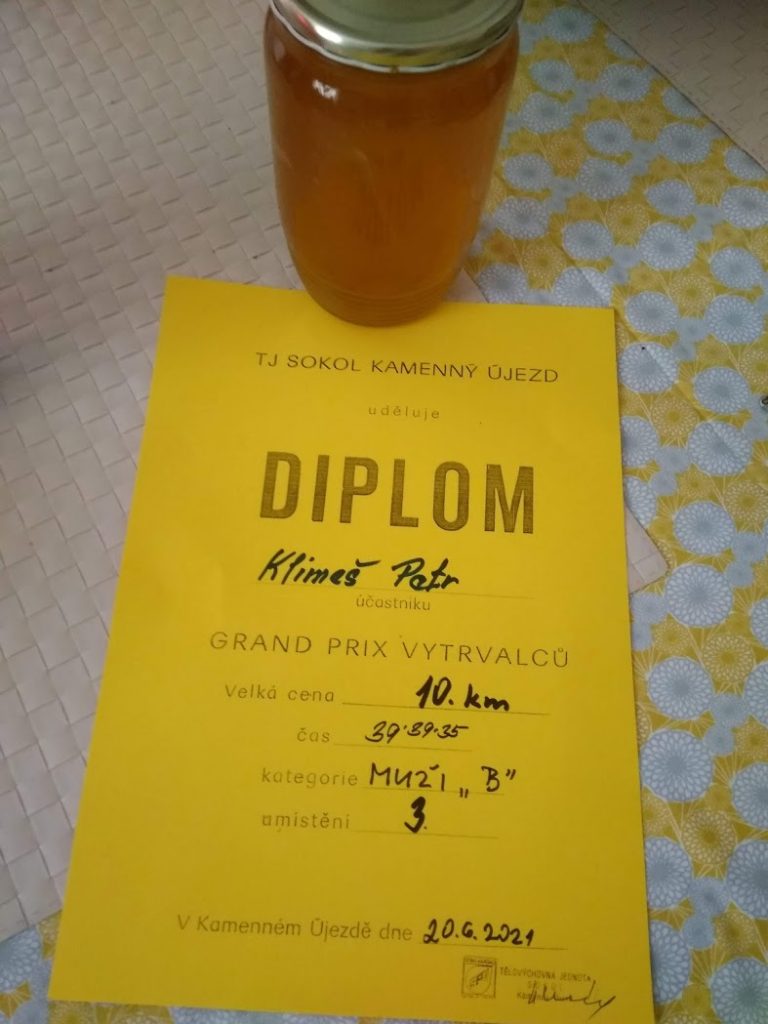 TJ SOKOL KAMENNÝ ÚJEZD
uděluje
DIPLOM
Klimeš Petr
účastníku
GRAND PRIX VYTRVALCŮ
Velká cena 10. km
čas 39:39.35
kategorie MUŽI „B"
umístění 3.
V Kamenném Újezdě dne 20.6.2021
TĚLOVÝCHOVNÁ JEDNOTA